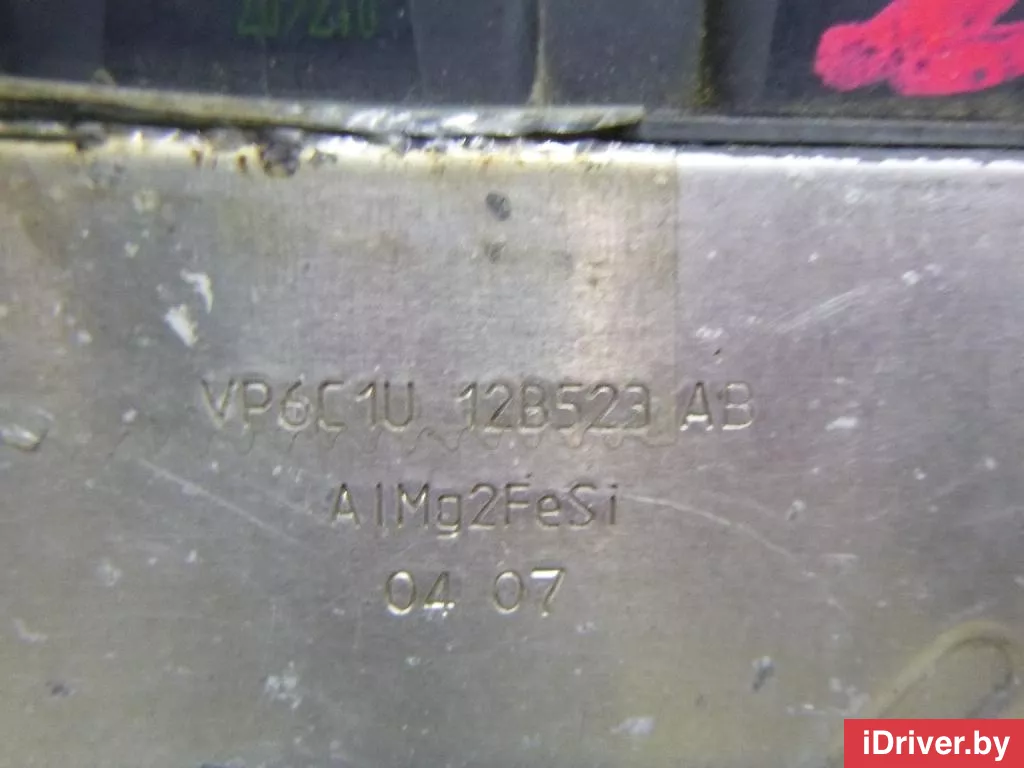 VP6C1U 12B523 AB
AlMg2FeSi
04 07
iDriver.by